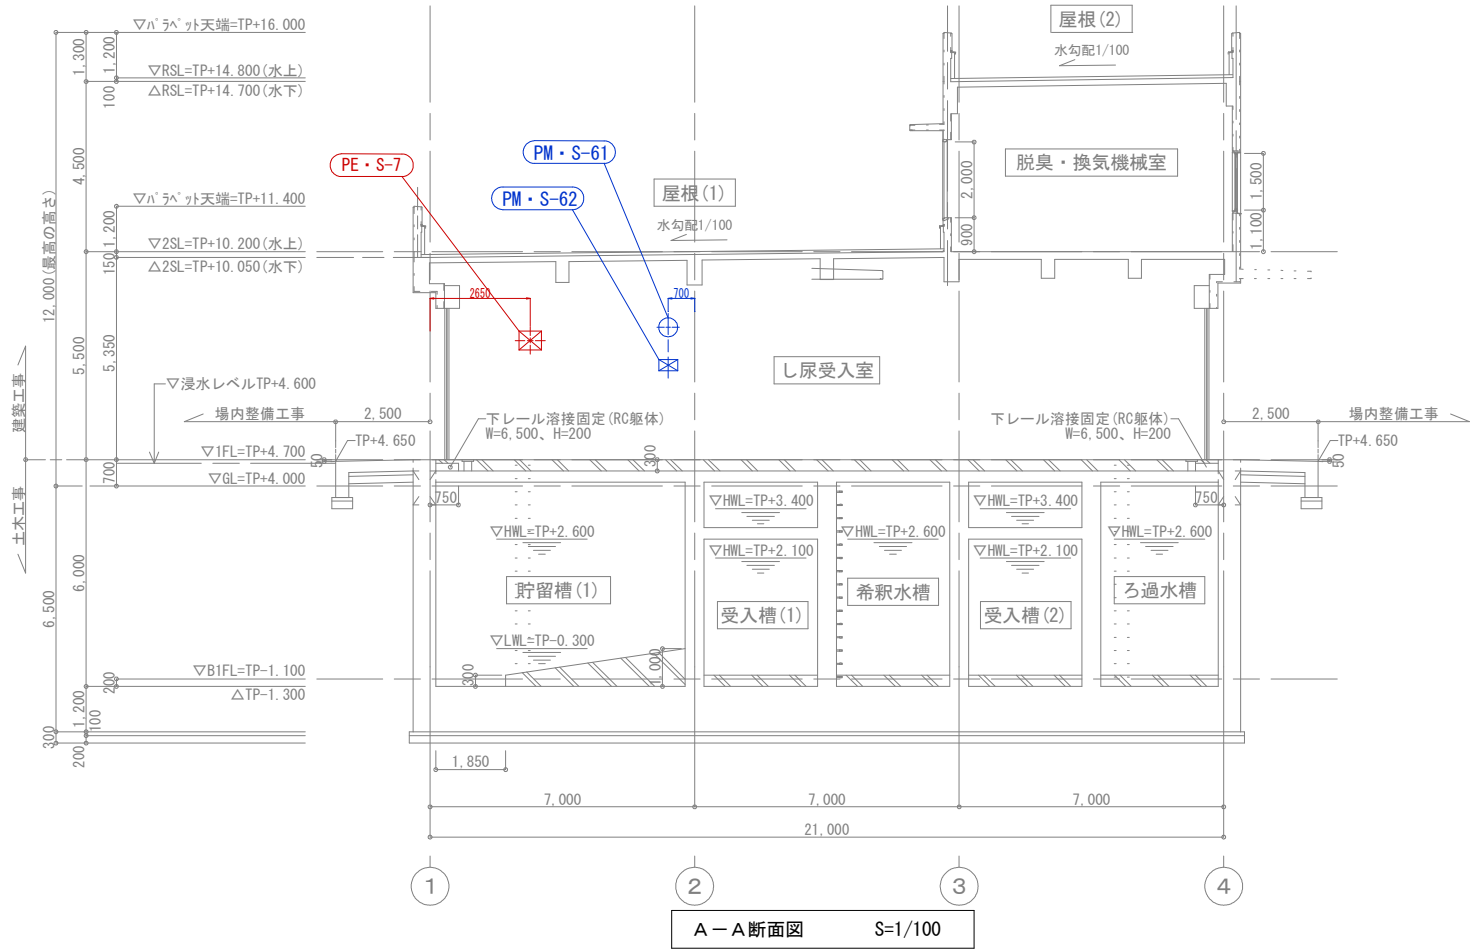 ▽パラペット天端=TP+16.000
屋根(2)
水勾配1/100
1,300
1,200
▽RSL=TP+14.800(水上)
100
△RSL=TP+14.700(水下)
PE・S-7
PM・S-61
PM・S-62
屋根(1)
水勾配1/100
脱臭・換気機械室
2,000
900
1,500
1,100
4,500
12,000(最高の高さ)
▽パラペット天端=TP+11.400
1,200
▽2SL=TP+10.200(水上)
150
△2SL=TP+10.050(水下)
2650
700
し尿受入室
5,500
5,350
建築工事
土木工事
▽浸水レベルTP+4.600
場内整備工事
2,500
下レール溶接固定(RC躯体)
W=6,500、H=200
下レール溶接固定(RC躯体)
W=6,500、H=200
2,500
場内整備工事
TP+4.650
TP+4.650
▽1FL=TP+4.700
50
300
50
700
▽GL=TP+4.000
750
750
▽HWL=TP+2.600
▽HWL=TP+3.400
▽HWL=TP+2.100
▽HWL=TP+2.600
▽HWL=TP+3.400
▽HWL=TP+2.100
▽HWL=TP+2.600
貯留槽(1)
受入槽(1)
希釈水槽
受入槽(2)
ろ過水槽
6,500
6,000
▽LWL=TP-0.300
300
1,000
▽B1FL=TP-1.100
200
△TP-1.300
1,200
100
300
200
1,850
7,000
7,000
7,000
21,000
1
2
3
4
A－A断面図 S=1/100